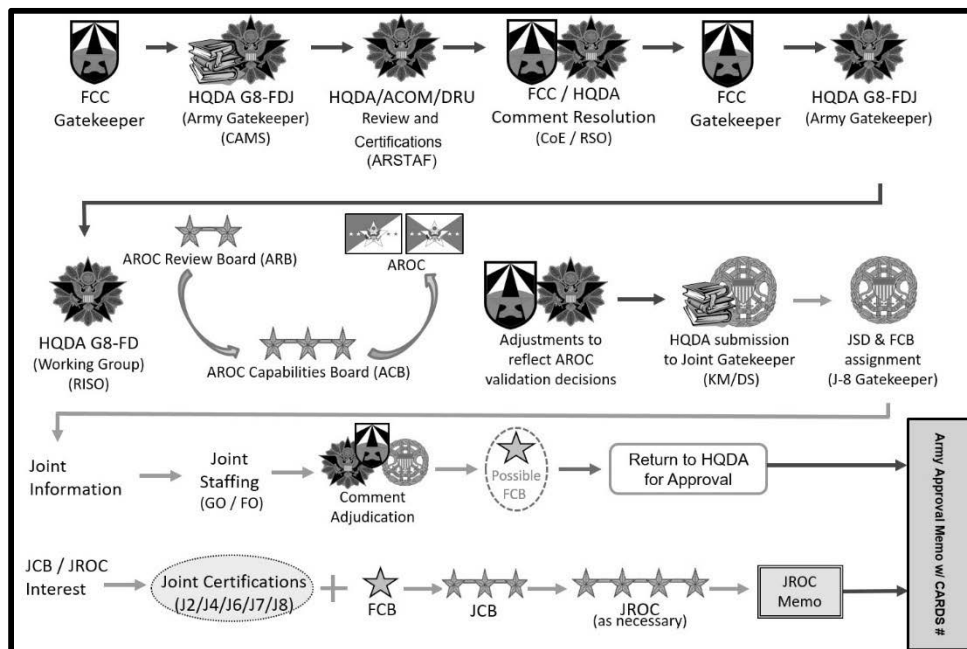 FCC
Gatekeeper
HQDA G8-FDJ
(Army Gatekeeper)
(CAMS)
HQDA/ACOM/DRU
Review and
Certifications
(ARSTAF)
FCC / HQDA
Comment Resolution
(CoE / RSO)
FCC
Gatekeeper
HQDA G8-FDJ
(Army Gatekeeper)
HQDA G8-FD
(Working Group)
(RISO)
AROC Review Board (ARB)
AROC Capabilities Board (ACB)
AROC
Adjustments to
reflect AROC
validation decisions
HQDA submission
to Joint Gatekeeper
(KM/DS)
JSD & FCB
assignment
(J-8 Gatekeeper)
Joint
Information
Joint
Staffing
(GO / FO)
Comment
Adjudication
Possible
FCB
Return to HQDA
for Approval
JCB / JROC
Interest
Joint Certifications
(J2/J4/J6/J7/J8)
FCB
JCB
JROC
(as necessary)
JROC
Memo
Army Approval Memo w/ CARDS #